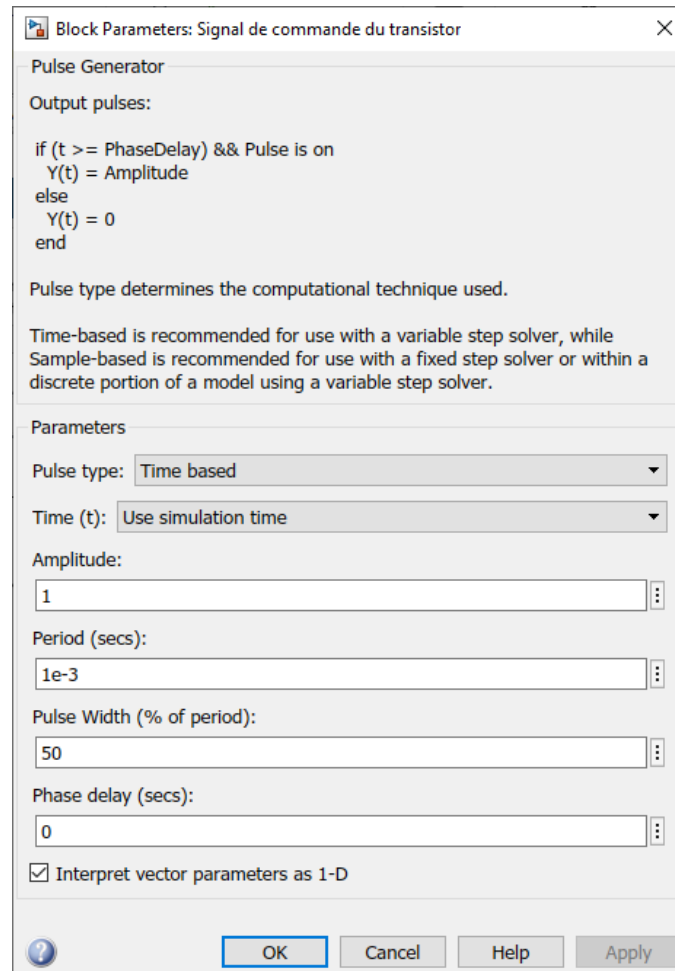 Block Parameters: Signal de commande du transistor
Pulse Generator
Output pulses:
if (t >= PhaseDelay) && Pulse is on
Y(t) = Amplitude
else
Y(t) = 0
end
Pulse type determines the computational technique used.
Time-based is recommended for use with a variable step solver, while
Sample-based is recommended for use with a fixed step solver or within a
discrete portion of a model using a variable step solver.
Parameters
Pulse type: Time based
Time (t): Use simulation time
Amplitude:
1
Period (secs):
1e-3
Pulse Width (% of period):
50
Phase delay (secs):
0
Interpret vector parameters as 1-D
? OK Cancel Help Apply